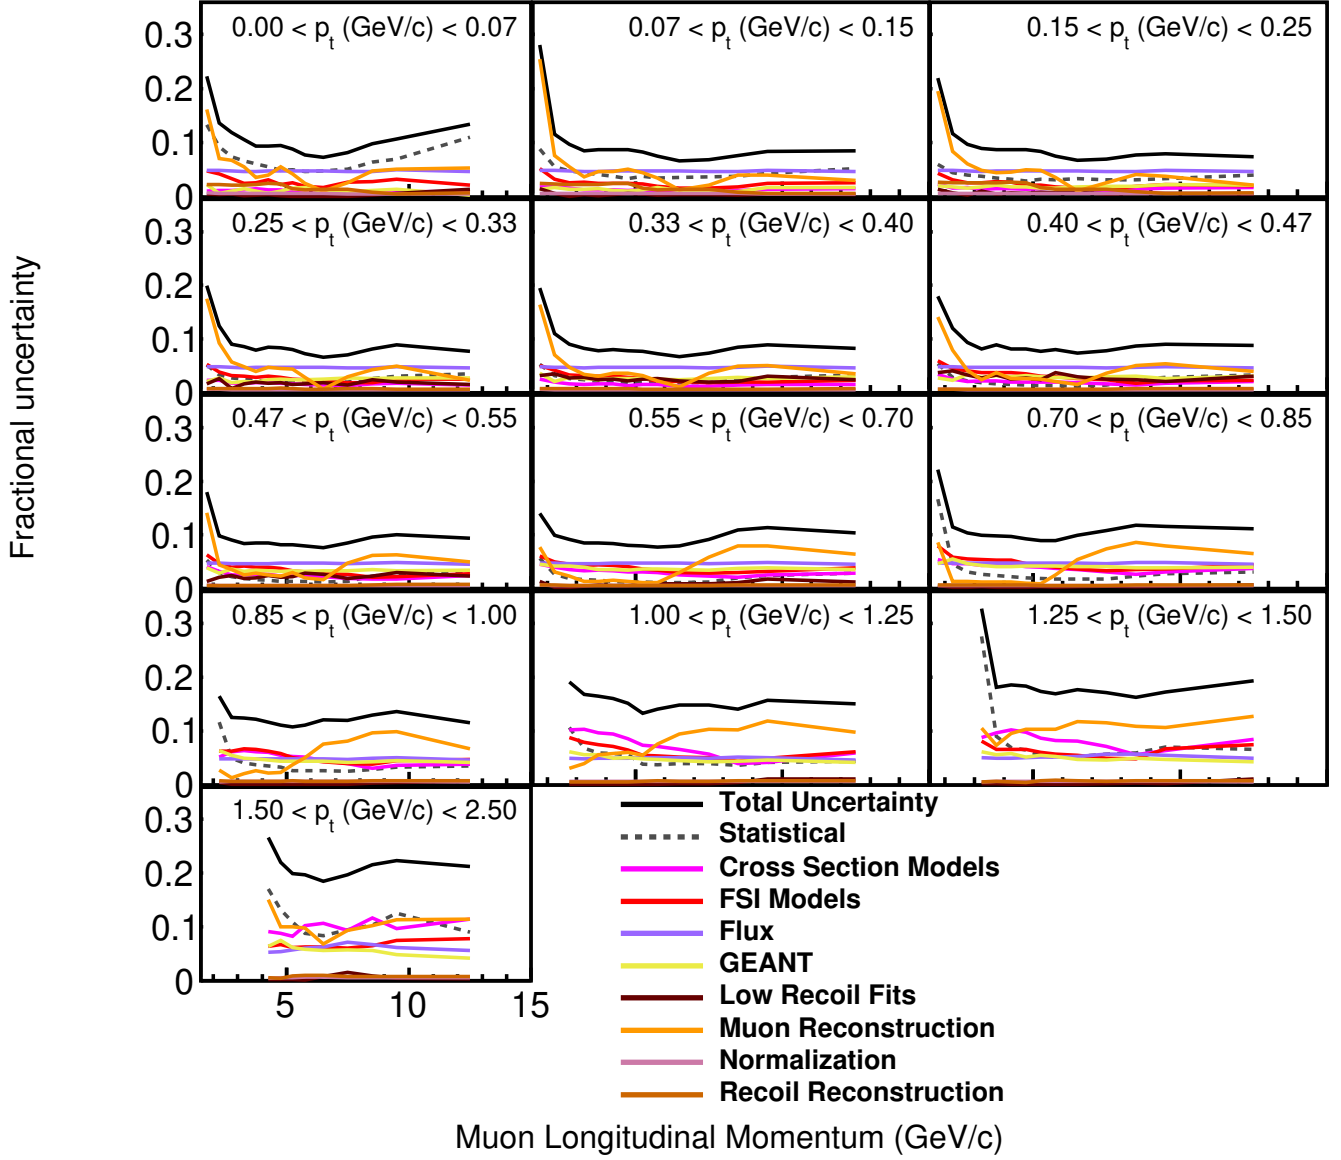 0.00 < p_t (GeV/c) < 0.07
0.07 < p_t (GeV/c) < 0.15
0.15 < p_t (GeV/c) < 0.25
0.3
0.2
0.1
0
0.25 < p_t (GeV/c) < 0.33
0.33 < p_t (GeV/c) < 0.40
0.40 < p_t (GeV/c) < 0.47
0.3
0.2
0.1
0
0.47 < p_t (GeV/c) < 0.55
0.55 < p_t (GeV/c) < 0.70
0.70 < p_t (GeV/c) < 0.85
0.3
0.2
0.1
0
0.85 < p_t (GeV/c) < 1.00
1.00 < p_t (GeV/c) < 1.25
1.25 < p_t (GeV/c) < 1.50
0.3
0.2
0.1
0
1.50 < p_t (GeV/c) < 2.50
0.3
0.2
0.1
0
5
10
15
Fractional uncertainty
Total Uncertainty
Statistical
Cross Section Models
FSI Models
Flux
GEANT
Low Recoil Fits
Muon Reconstruction
Normalization
Recoil Reconstruction
Muon Longitudinal Momentum (GeV/c)